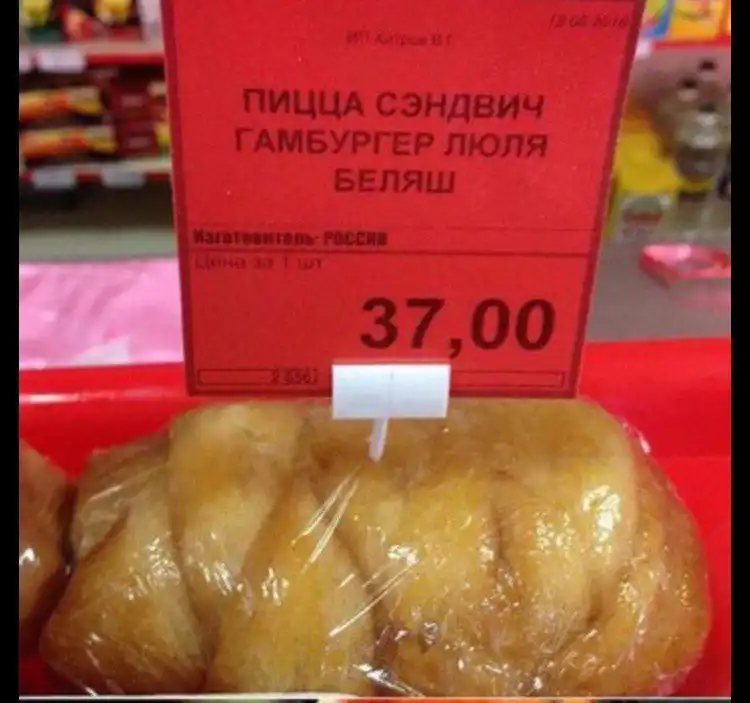 ПИЦЦА СЭНДВИЧ
ГАМБУРГЕР ЛЮЛЯ
БЕЛЯШ
Изготовитель: РОССИЯ
Цена за 1 шт
37,00